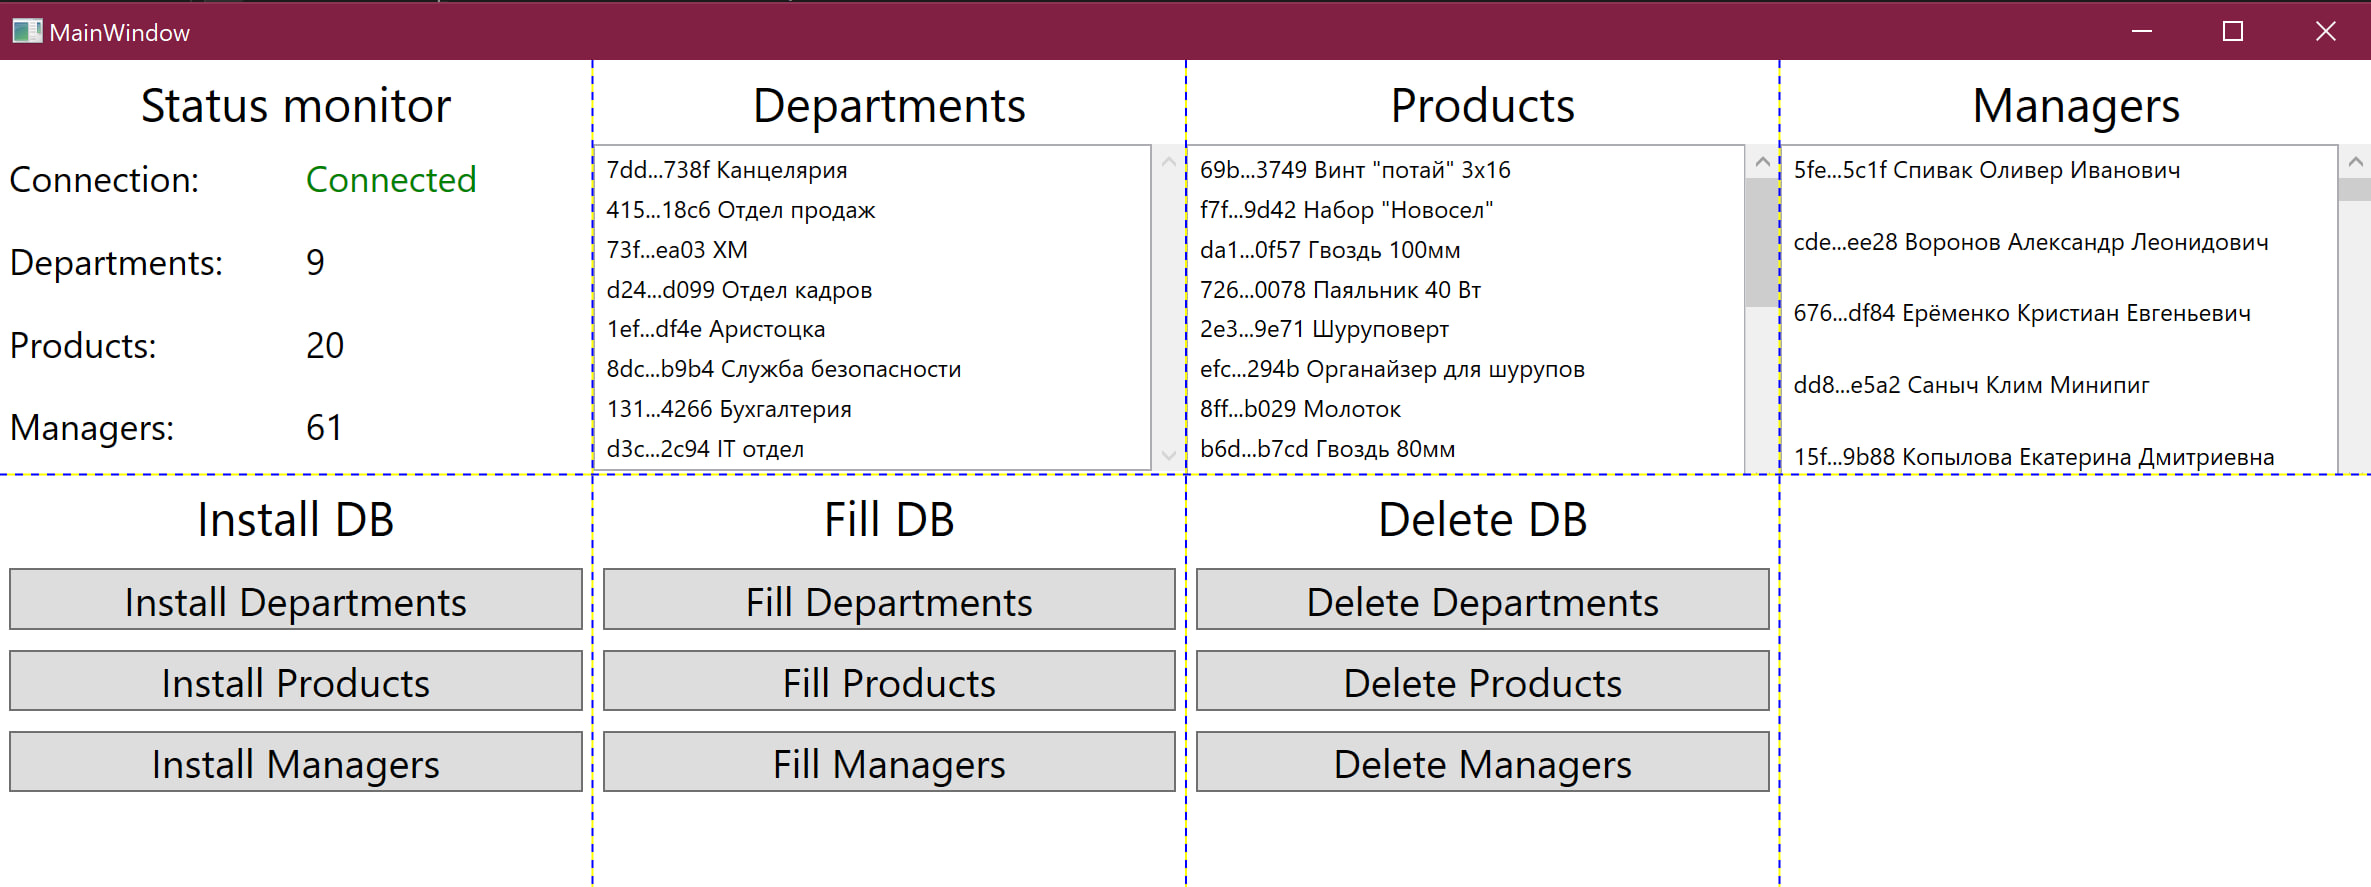 MainWindow
Status monitor
Connection: Connected
Departments: 9
Products: 20
Managers: 61
Departments
7dd...738f Канцелярия
415...18c6 Отдел продаж
73f...ea03 ХМ
d24...d099 Отдел кадров
1ef...df4e Аристоцка
8dc...b9b4 Служба безопасности
131...4266 Бухгалтерия
d3c...2c94 IT отдел
Products
69b...3749 Винт "потай" 3х16
f7f...9d42 Набор "Новосел"
da1...0f57 Гвоздь 100мм
726...0078 Паяльник 40 Вт
2e3...9e71 Шуруповерт
efc...294b Органайзер для шурупов
8ff...b029 Молоток
b6d...b7cd Гвоздь 80мм
Managers
5fe...5c1f Спивак Оливер Иванович
cde...ee28 Воронов Александр Леонидович
676...df84 Ерёменко Кристиан Евгеньевич
dd8...e5a2 Саныч Клим Минипиг
15f...9b88 Копылова Екатерина Дмитриевна
Install DB
Install Departments
Install Products
Install Managers
Fill DB
Fill Departments
Fill Products
Fill Managers
Delete DB
Delete Departments
Delete Products
Delete Managers